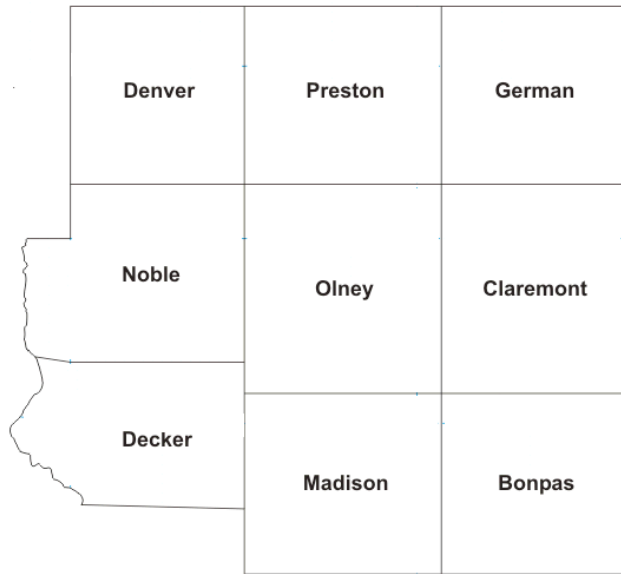 Denver
Preston
German
Noble
Olney
Claremont
Decker
Madison
Bonpas